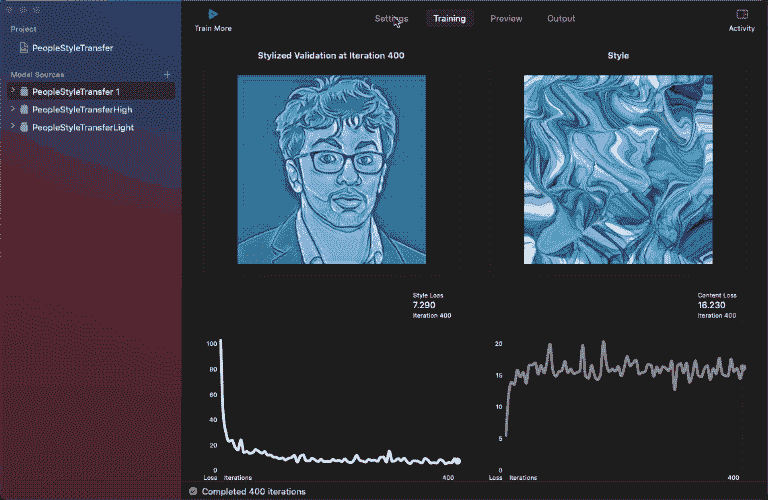 Project
PeopleStyleTransfer
Model Sources
PeopleStyleTransfer 1
PeopleStyleTransferHigh
PeopleStyleTransferLight
Train More
Settings
Training
Preview
Output
Activity
Stylized Validation at Iteration 400
Style
Style Loss
7.290
Iteration 400
100
80
60
40
20
0
Loss
Iterations
400
Content Loss
16.230
Iteration 400
20
15
10
5
0
Loss
Iterations
400
Completed 400 iterations